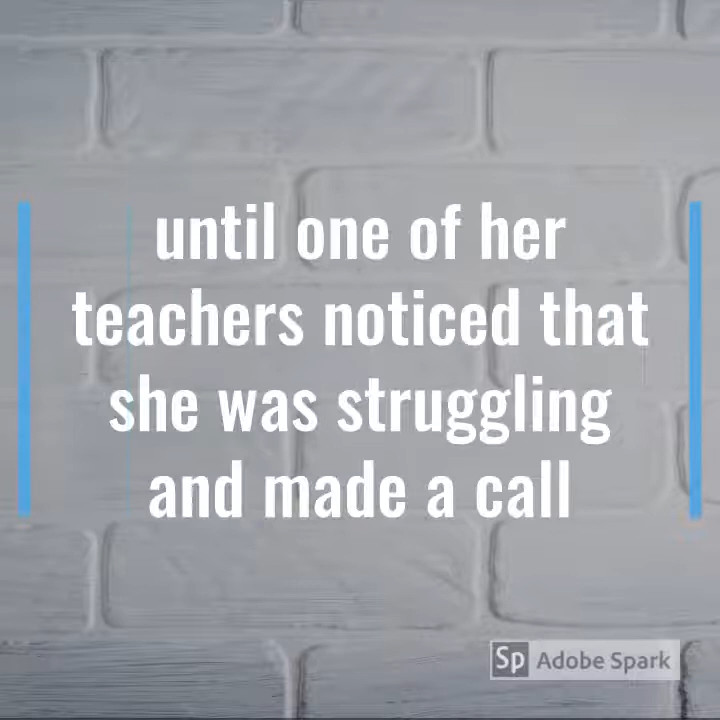 until one of her
teachers noticed that
she was struggling
and made a call
Sp Adobe Spark